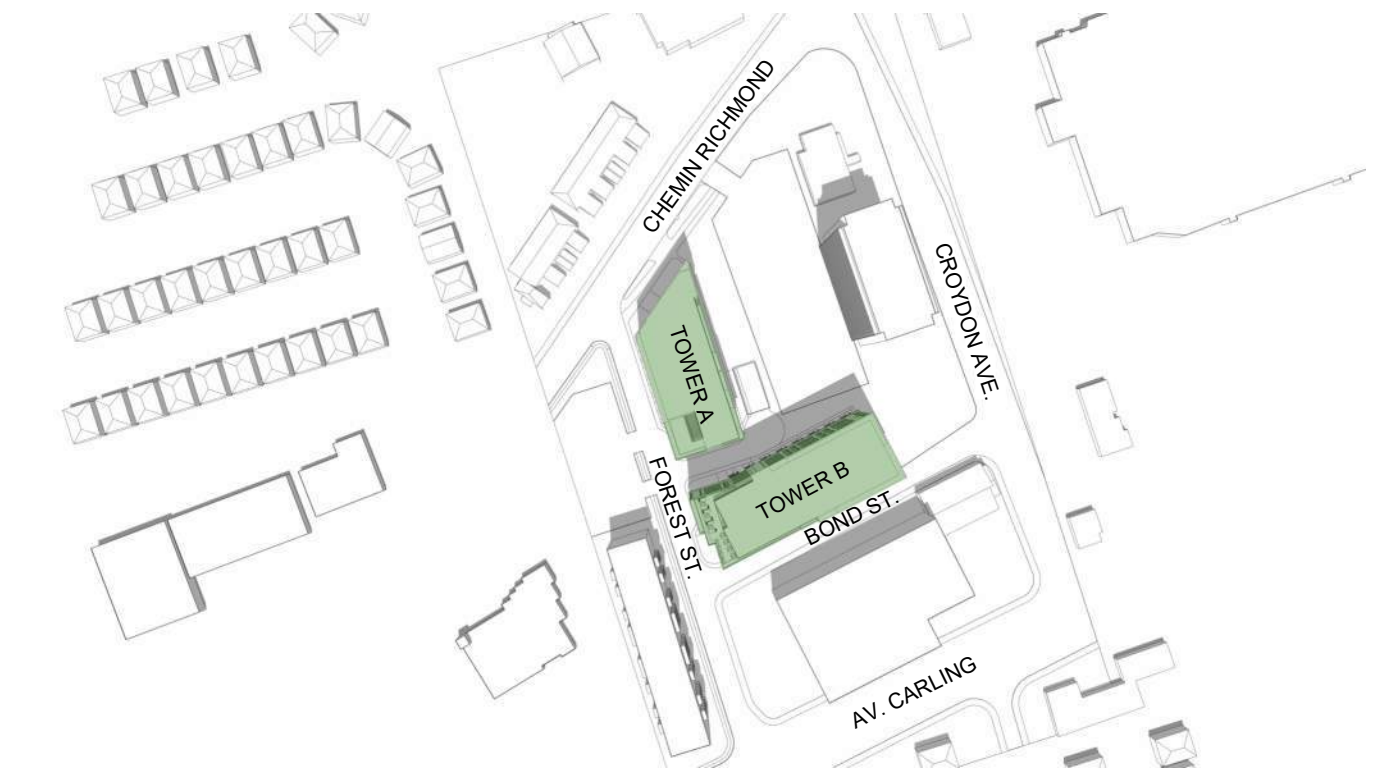 CHEMIN RICHMOND
CROYDON AVE.
TOWER A
TOWER B
FOREST ST.
BOND ST.
AV. CARLING